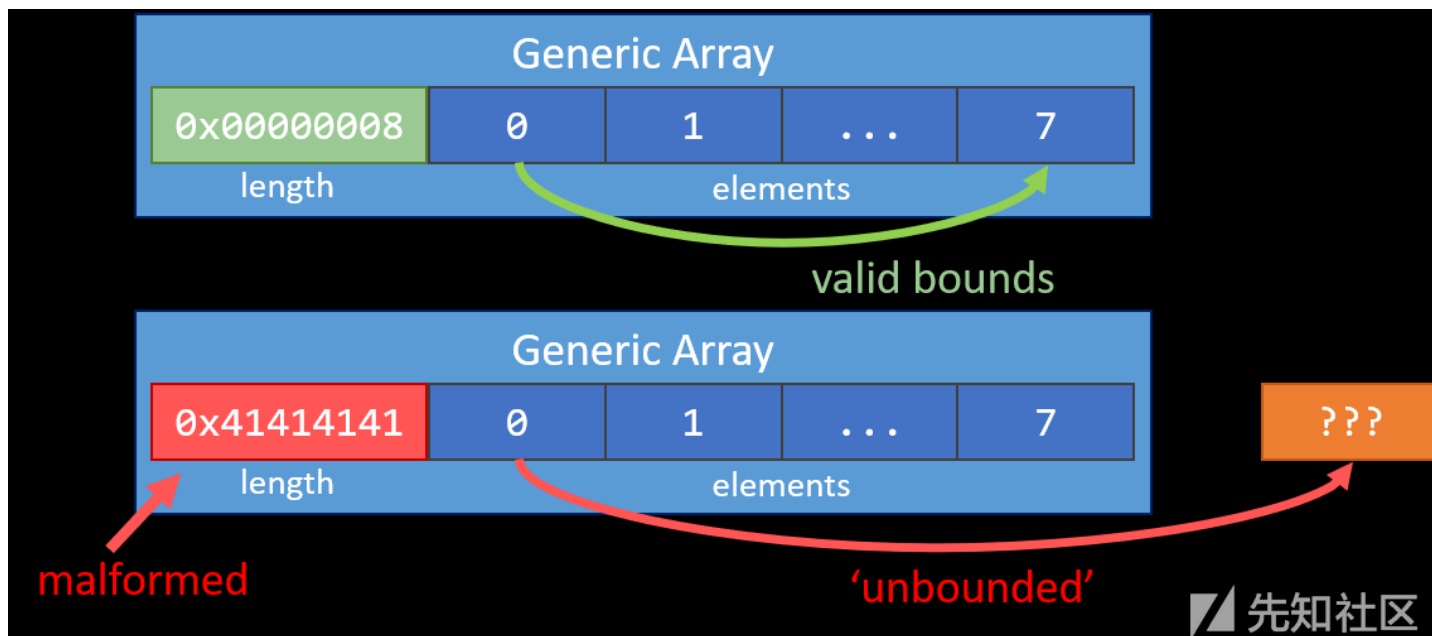 Generic Array
0x00000008 0 1 ... 7
length elements
valid bounds
Generic Array
0x41414141 0 1 ... 7 ???
length elements
malformed ‘unbounded’
先知社区